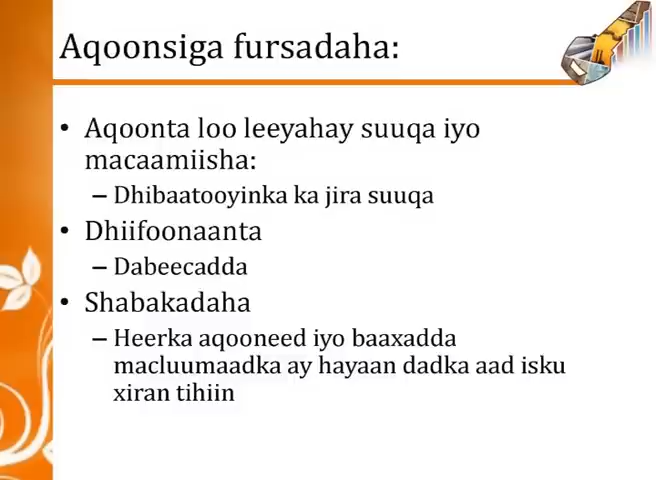 Aqoonsiga fursadaha:
• Aqoonta loo leeyahay suuqa iyo
macaamiisha:
– Dhibaatooyinka ka jira suuqa
• Dhiifoonaanta
– Dabeecadda
• Shabakadaha
– Heerka aqooneed iyo baaxadda
macluumaadka ay hayaan dadka aad isku
xiran tihiin